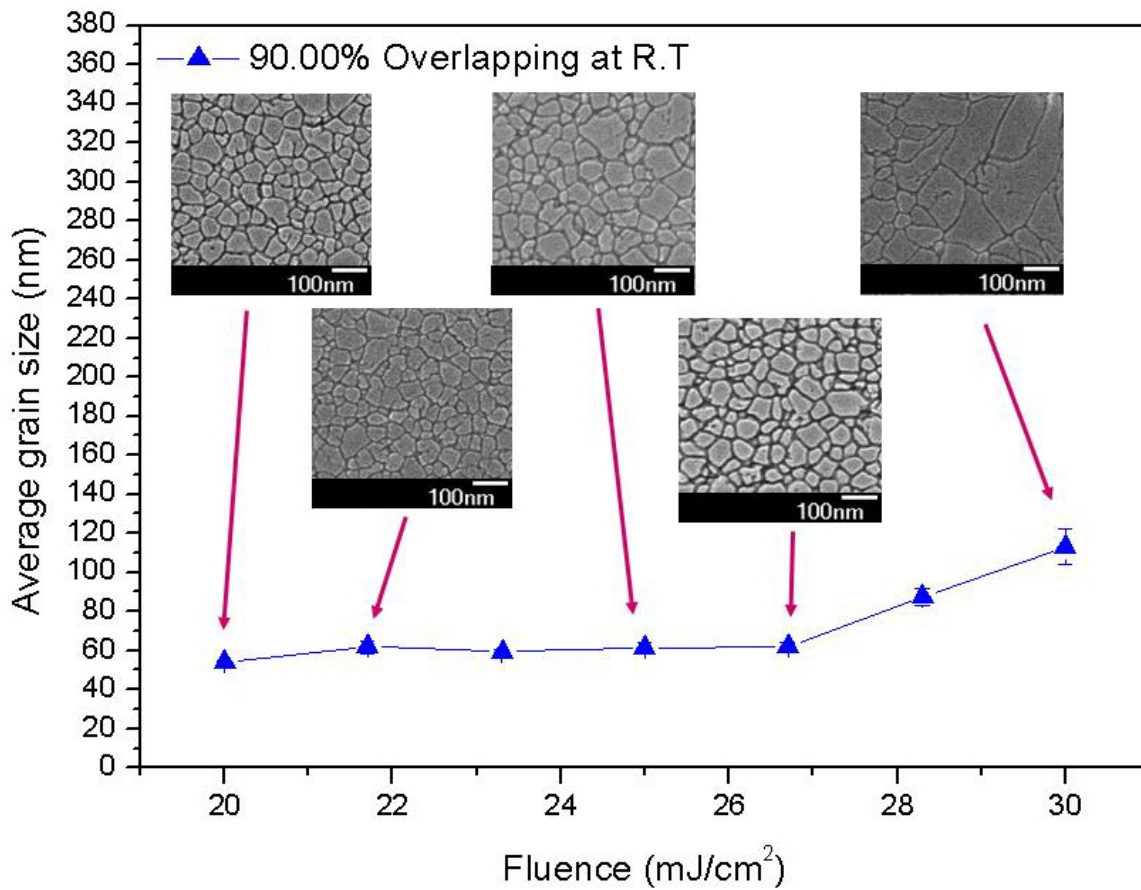 380
360
340
320
300
280
260
240
220
200
180
160
140
120
100
80
60
40
20
0
Average grain size (nm)
90.00% Overlapping at R.T
100nm
100nm
100nm
100nm
100nm
20 22 24 26 28 30
Fluence (mJ/cm²)